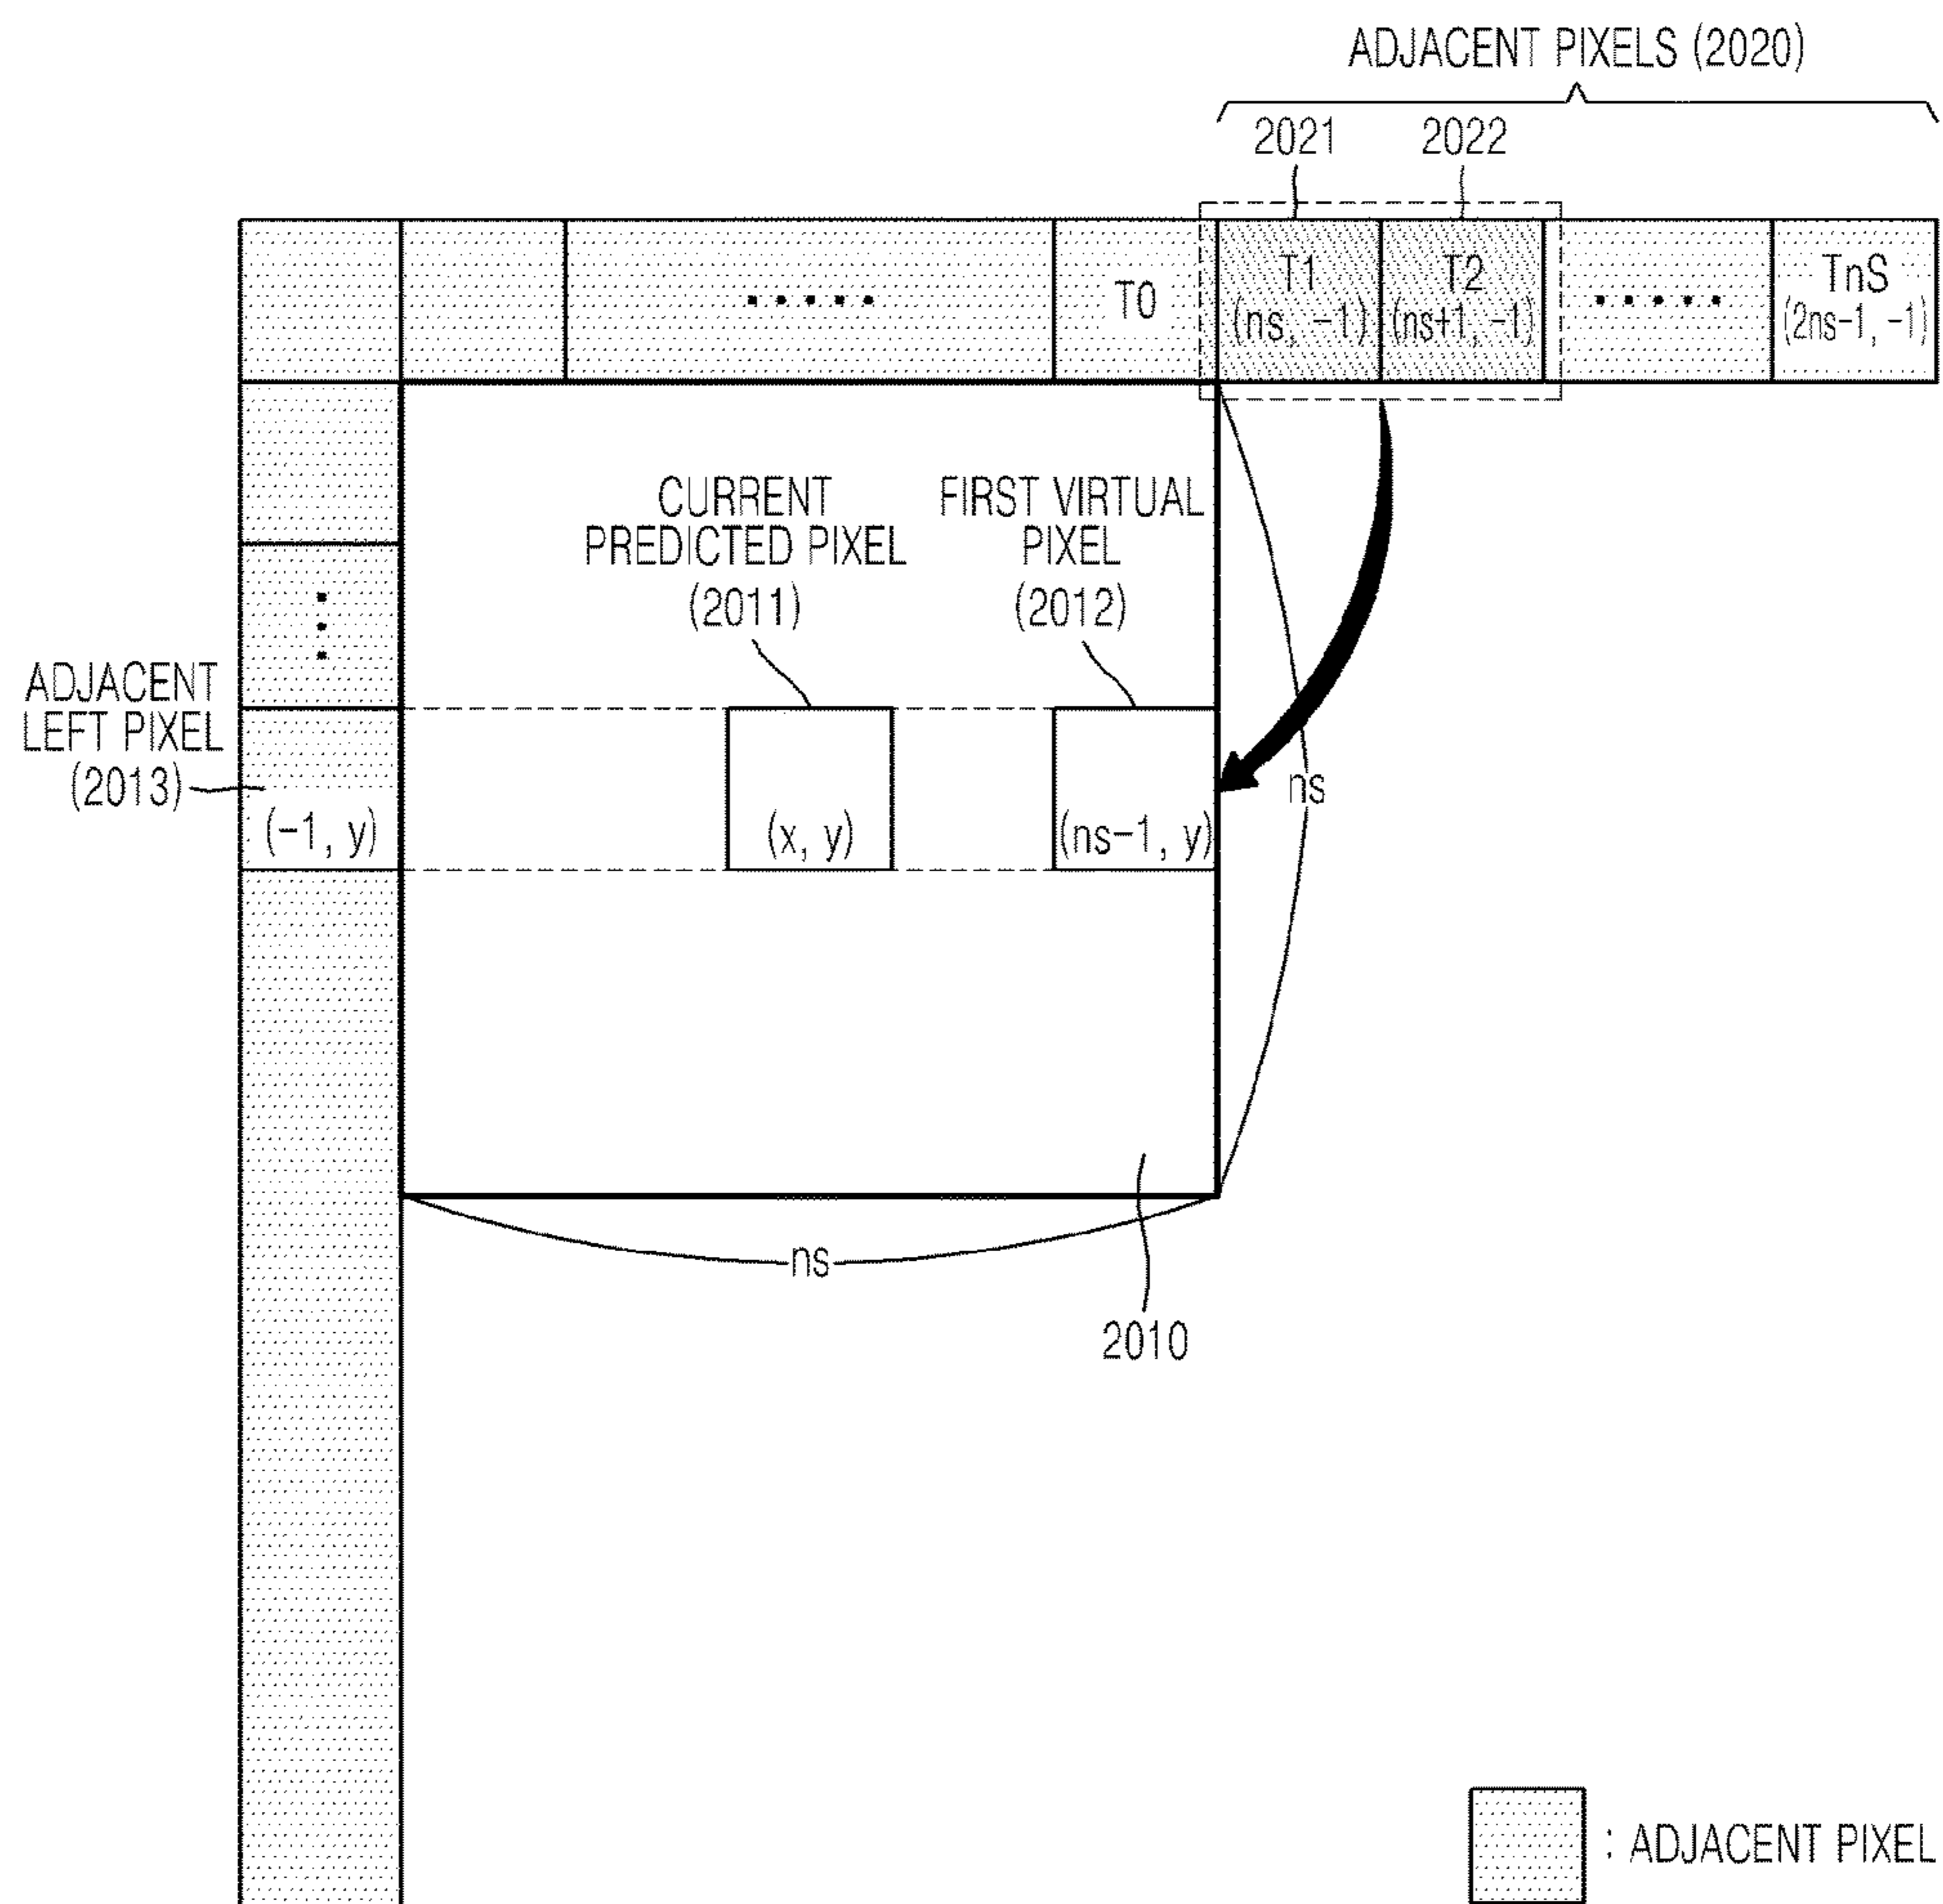 ADJACENT PIXELS (2020)
2021
2022
T0
T1
(ns, -1)
T2
(ns+1, -1)
TnS
(2ns-1, -1)
CURRENT
PREDICTED PIXEL
(2011)
FIRST VIRTUAL
PIXEL
(2012)
ADJACENT
LEFT PIXEL
(2013)
(-1, y)
(x, y)
(ns-1, y)
ns
ns
2010
: ADJACENT PIXEL